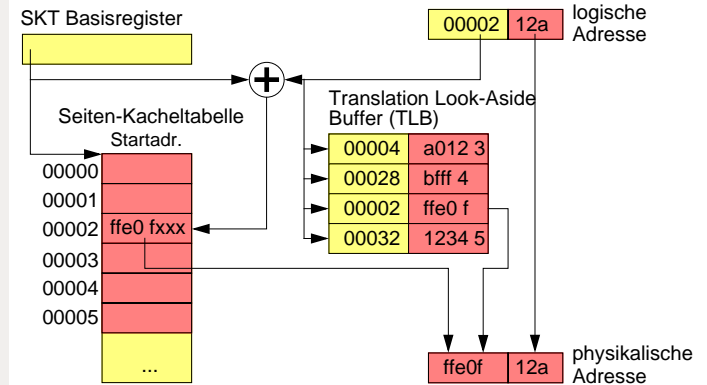 SKT Basisregister
00002 12a
logische
Adresse
Translation Look-Aside
Buffer (TLB)
Seiten-Kacheltabelle
Startadr.
00004 a012 3
00028 bfff 4
00002 ffe0 f
00032 1234 5
00000
00001
00002 ffe0 fxxx
00003
00004
00005
...
ffe0f 12a
physikalische
Adresse